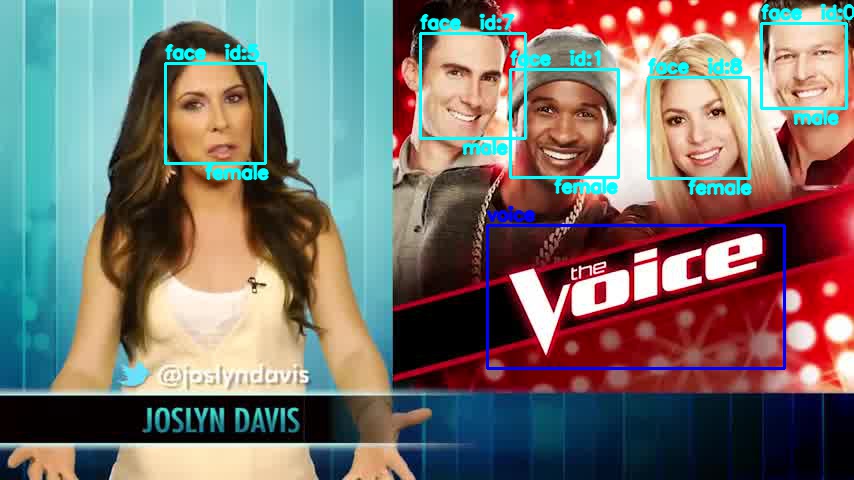 face id:5
female
face id:7
male
face id:1
female
face id:8
female
face id:0
male
voice
the
Voice
@joslyndavis
JOSLYN DAVIS